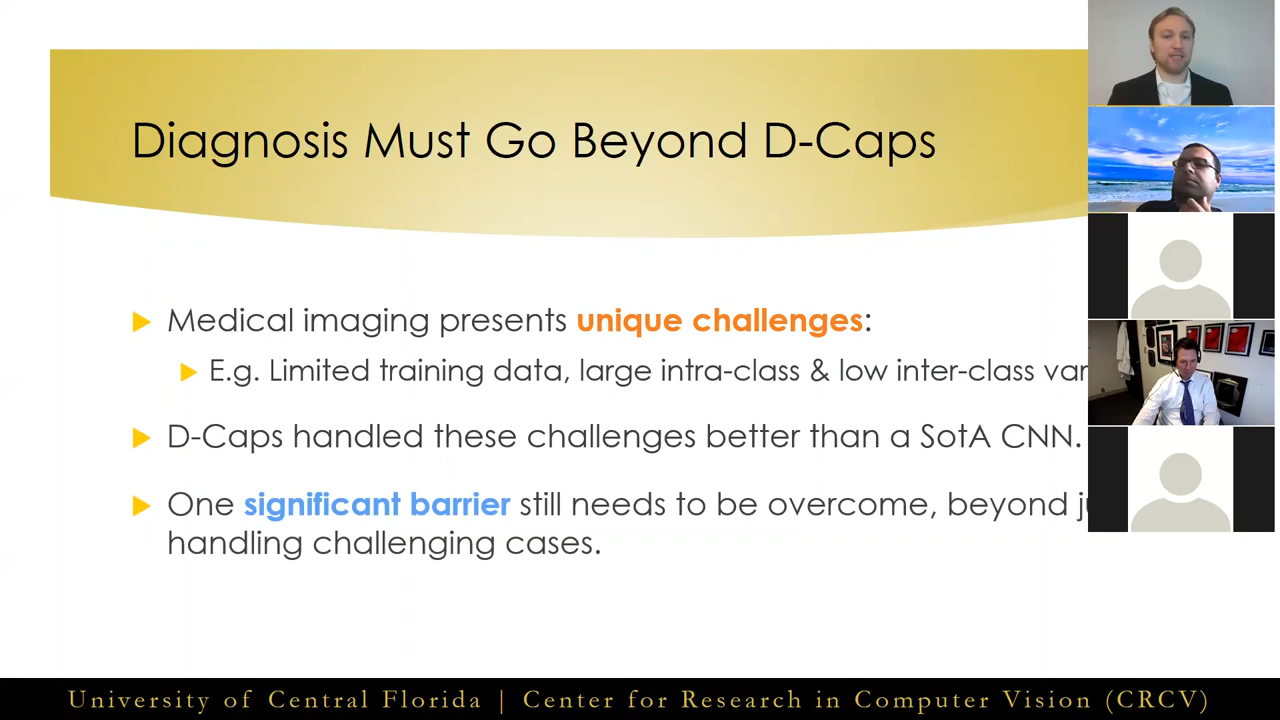 Diagnosis Must Go Beyond D-Caps
Medical imaging presents unique challenges:
E.g. Limited training data, large intra-class & low inter-class
D-Caps handled these challenges better than a SotA CNN.
One significant barrier still needs to be overcome, beyond
handling challenging cases.
University of Central Florida | Center for Research in Computer Vision (CRCV)